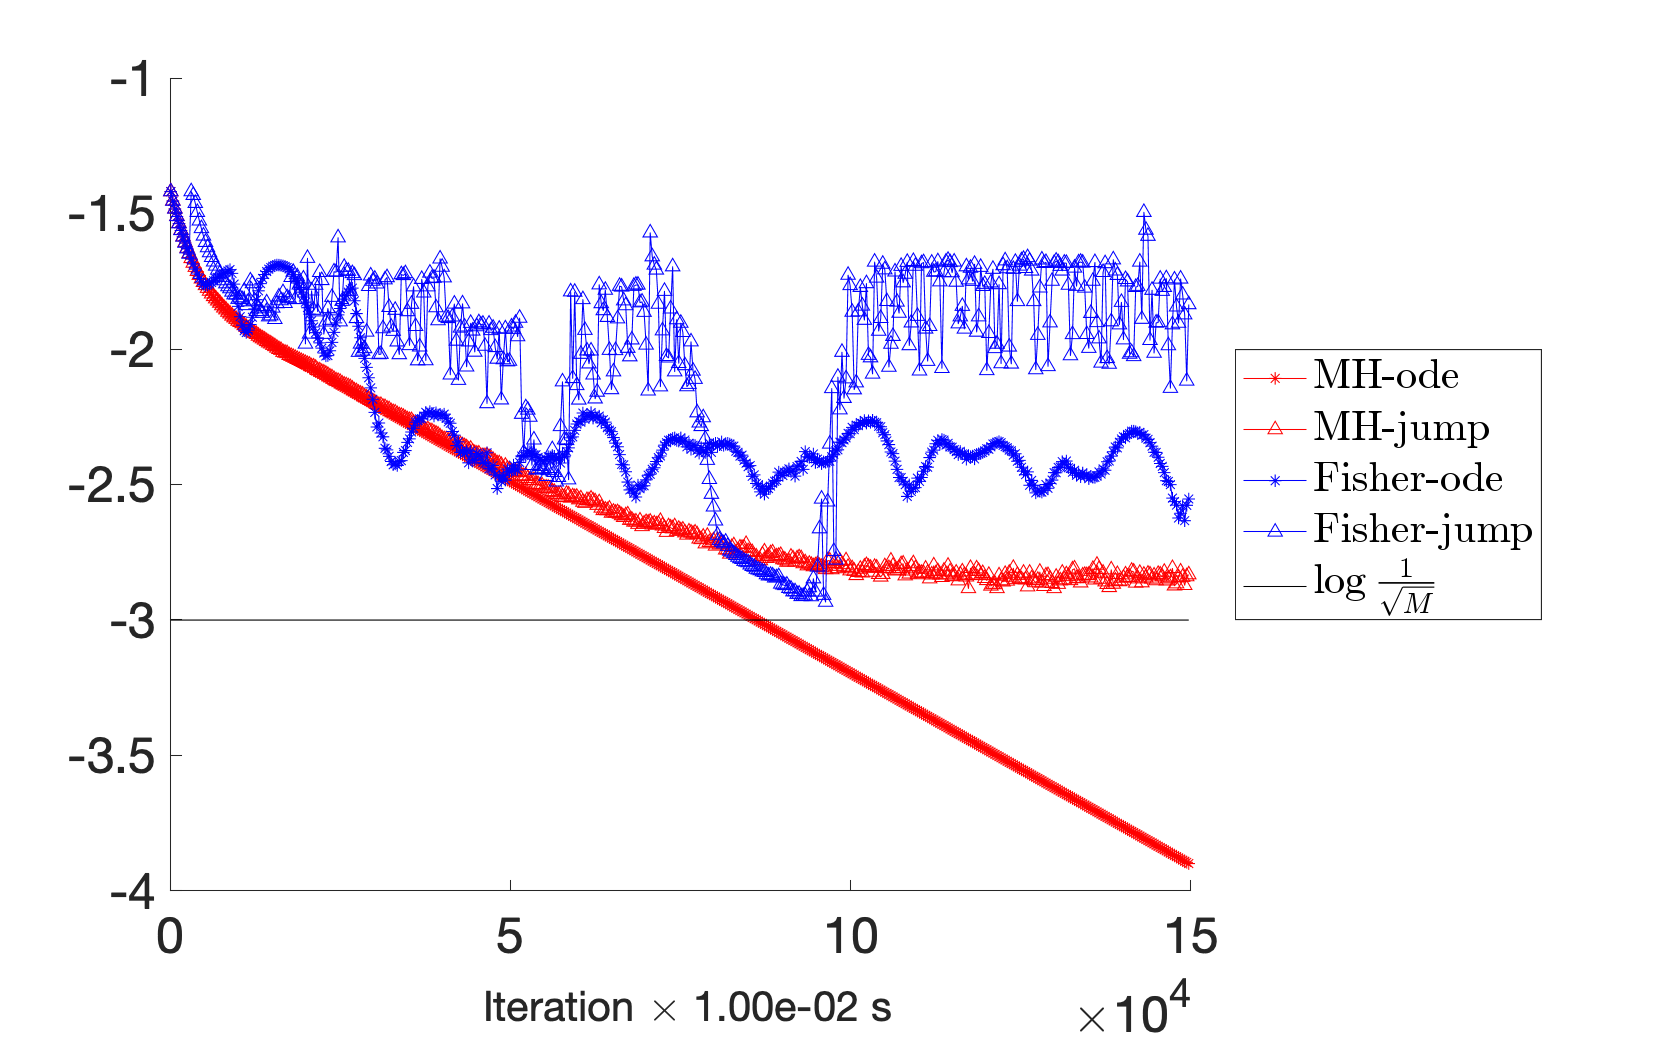 -1
-1.5
-2
-2.5
-3
-3.5
-4
0 5 10 15
Iteration × 1.00e-02 s
×10^4
MH-ode
MH-jump
Fisher-ode
Fisher-jump
log 1/√M